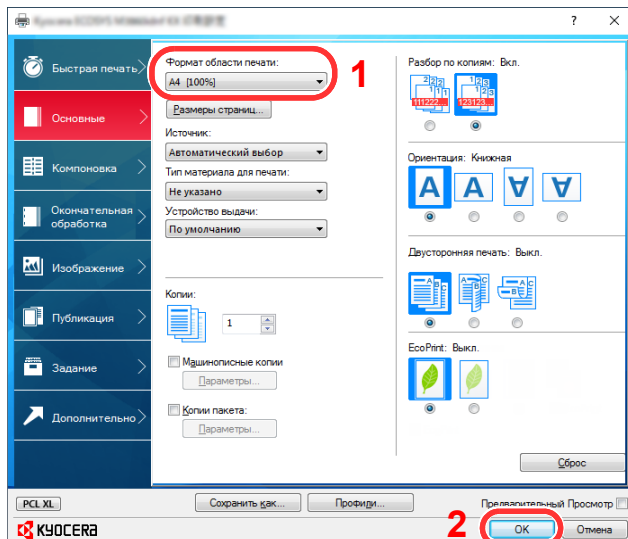 ? X
Быстрая печать
Основные
Компоновка
Окончательная
обработка
Изображение
Публикация
Задание
Дополнительно
Формат области печати:
A4 [100%]
1
Размеры страниц...
Источник:
Автоматический выбор
Тип материала для печати:
Не указано
Устройство выдачи:
По умолчанию
Копии:
1
Машинописные копии
Параметры...
Копии пакета:
Параметры...
Разбор по копиям: Вкл.
111222...
123123...
Ориентация: Книжная
A A A A
Двусторонняя печать: Выкл.
EcoPrint: Выкл.
Сброс
PCL XL
Сохранить как...
Профили...
Предварительный Просмотр
KYOCERA
2
OK
Отмена